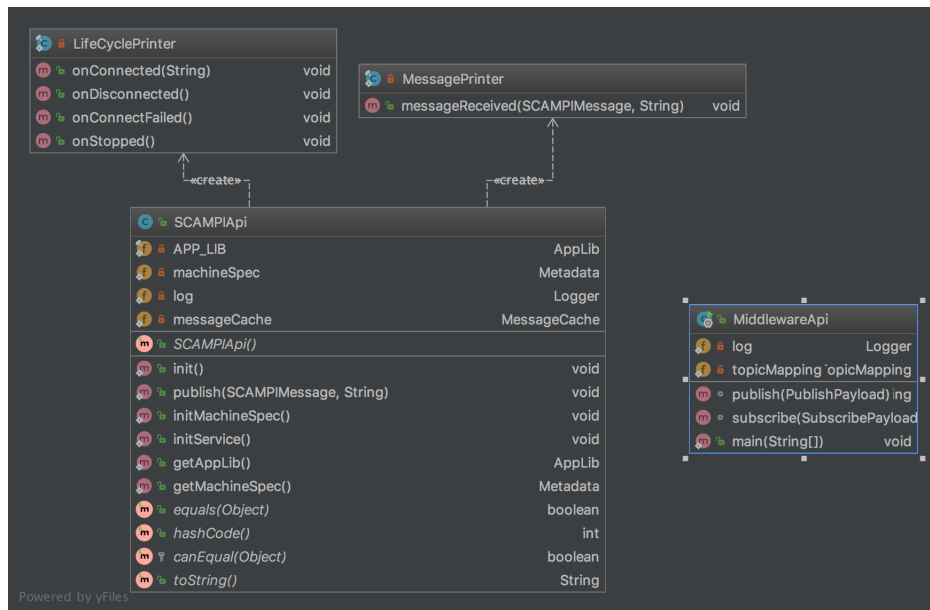 LifeCyclePrinter
onConnected(String) void
onDisconnected() void
onConnectFailed() void
onStopped() void
MessagePrinter
messageReceived(SCAMPIMessage, String) void
«create»
«create»
SCAMPIApi
APP_LIB AppLib
machineSpec Metadata
log Logger
messageCache MessageCache
SCAMPIApi()
init() void
publish(SCAMPIMessage, String) void
initMachineSpec() void
initService() void
getAppLib() AppLib
getMachineSpec() Metadata
equals(Object) boolean
hashCode() int
canEqual(Object) boolean
toString() String
MiddlewareApi
log Logger
topicMapping opicMapping
publish(PublishPayload) ing
subscribe(SubscribePayload
main(String[]) void
Powered by yFiles